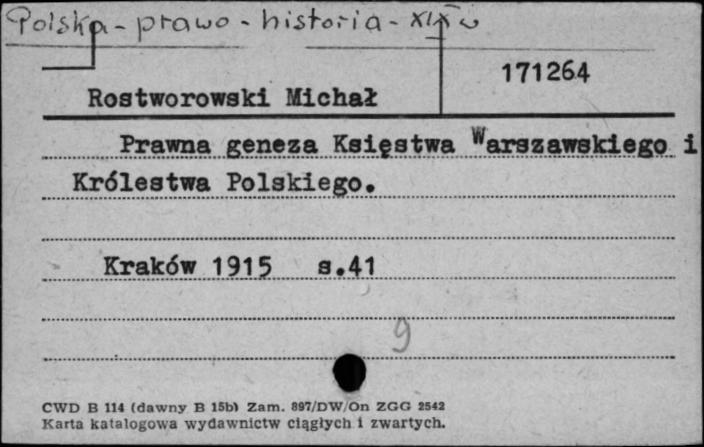 Polska - prawo - historia - XIX w
171264
Rostworowski Michał
Prawna geneza Księstwa Warszawskiego i
Królestwa Polskiego.
Kraków 1915 s.41
9
CWD B 114 (dawny B 15b) Zam. 897/DW/On ZGG 2542
Karta katalogowa wydawnictw ciągłych i zwartych.